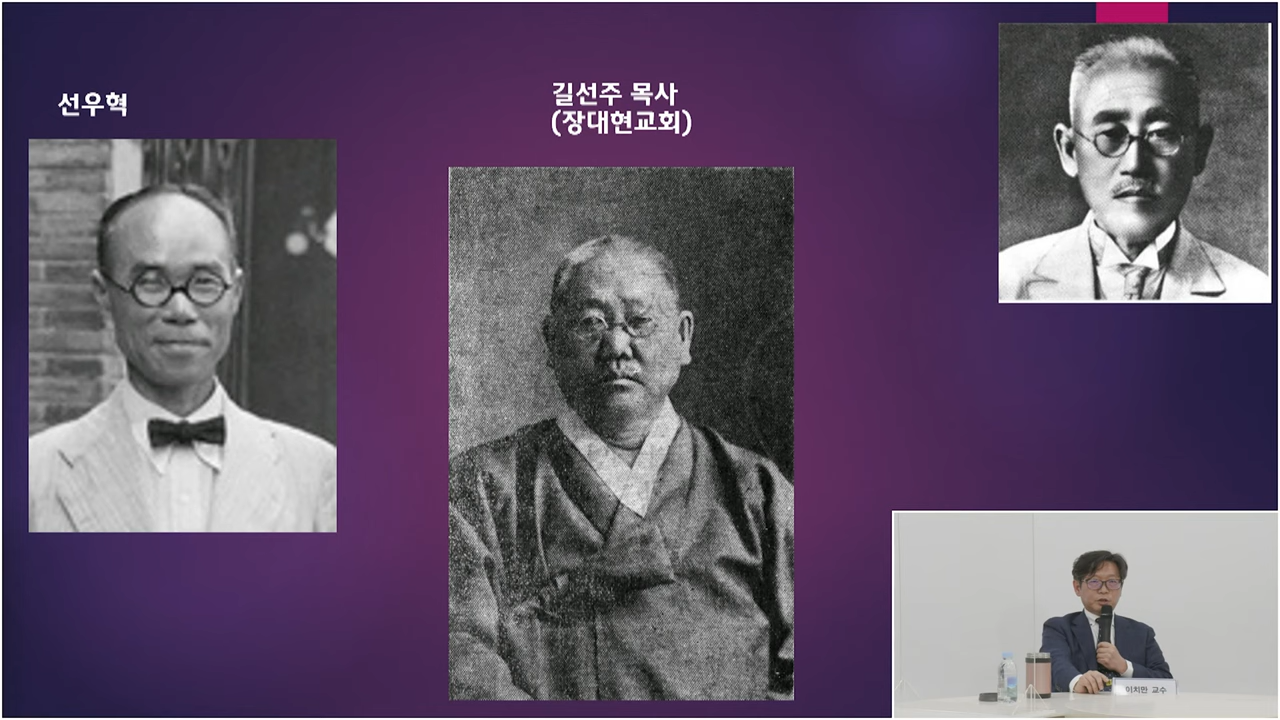 선우혁
길선주 목사
(장대현교회)
이치만 교수